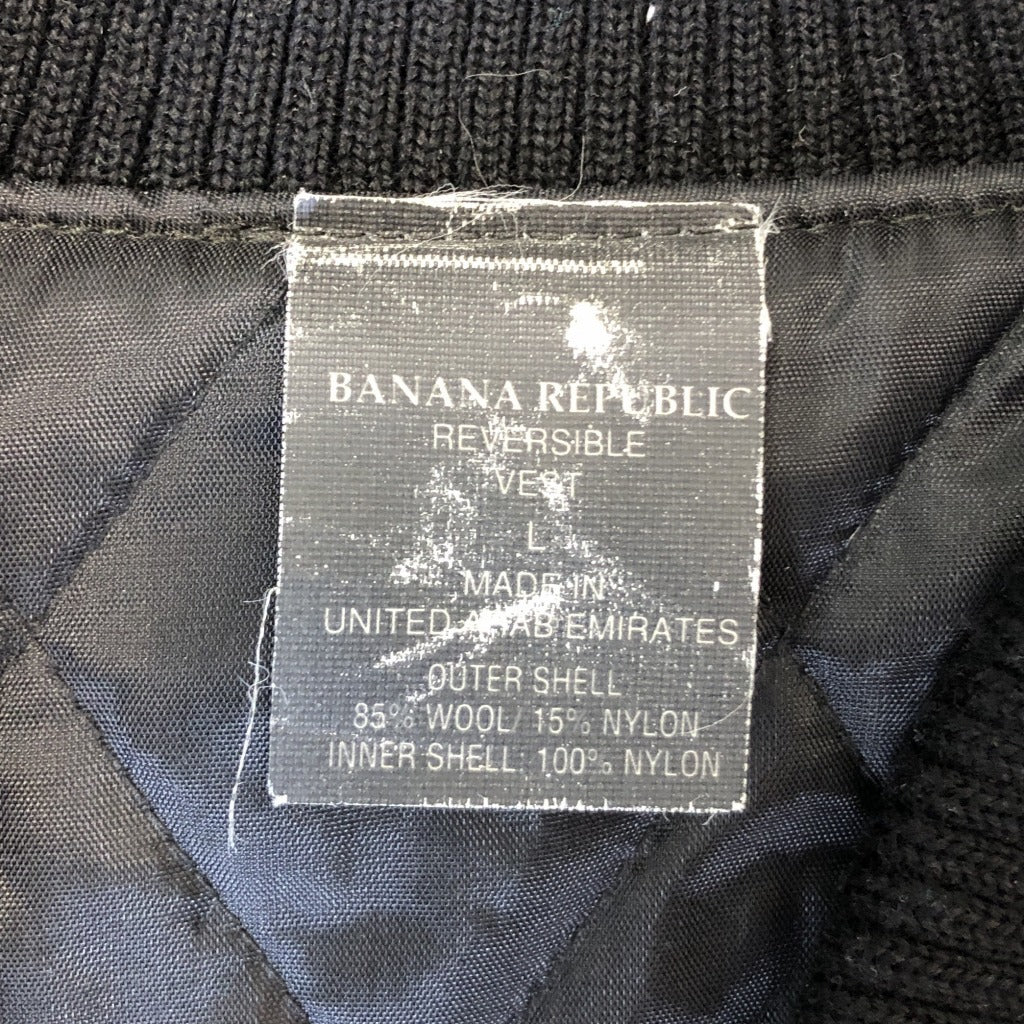 BANANA REPUBLIC
REVERSIBLE
VEST
L
MADE IN
UNITED ARAB EMIRATES
OUTER SHELL
85% WOOL/ 15% NYLON
INNER SHELL: 100% NYLON